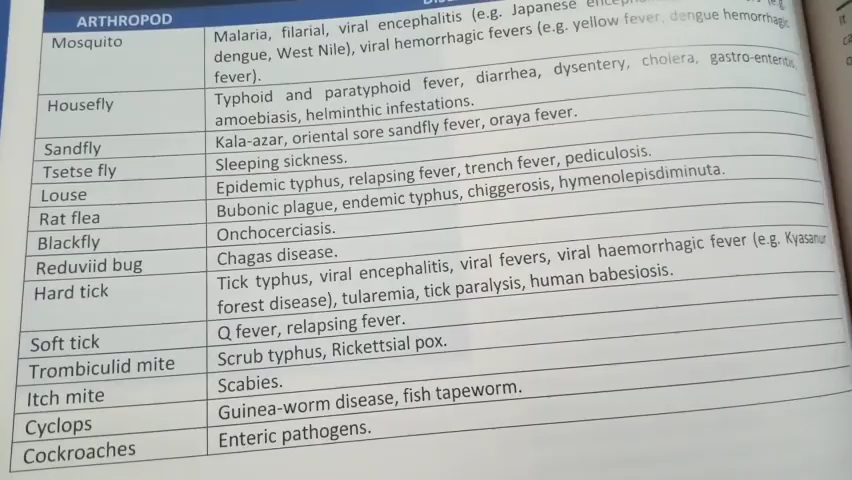 ARTHROPOD
Mosquito
Malaria, filarial, viral encephalitis (e.g. Japanese
dengue, West Nile), viral hemorrhagic fevers (e.g. yellow fever, dengue hemorrhagic
fever).
Housefly
Typhoid and paratyphoid fever, diarrhea, dysentery, cholera, gastro-enteritis,
amoebiasis, helminthic infestations.
Sandfly
Kala-azar, oriental sore sandfly fever, oraya fever.
Tsetse fly
Sleeping sickness.
Louse
Epidemic typhus, relapsing fever, trench fever, pediculosis.
Rat flea
Bubonic plague, endemic typhus, chiggerosis, hymenolepisdiminuta.
Blackfly
Onchocerciasis.
Reduviid bug
Chagas disease.
Hard tick
Tick typhus, viral encephalitis, viral fevers, viral haemorrhagic fever (e.g. Kyasanur
forest disease), tularemia, tick paralysis, human babesiosis.
Soft tick
Q fever, relapsing fever.
Trombiculid mite
Scrub typhus, Rickettsial pox.
Itch mite
Scabies.
Cyclops
Guinea-worm disease, fish tapeworm.
Cockroaches
Enteric pathogens.